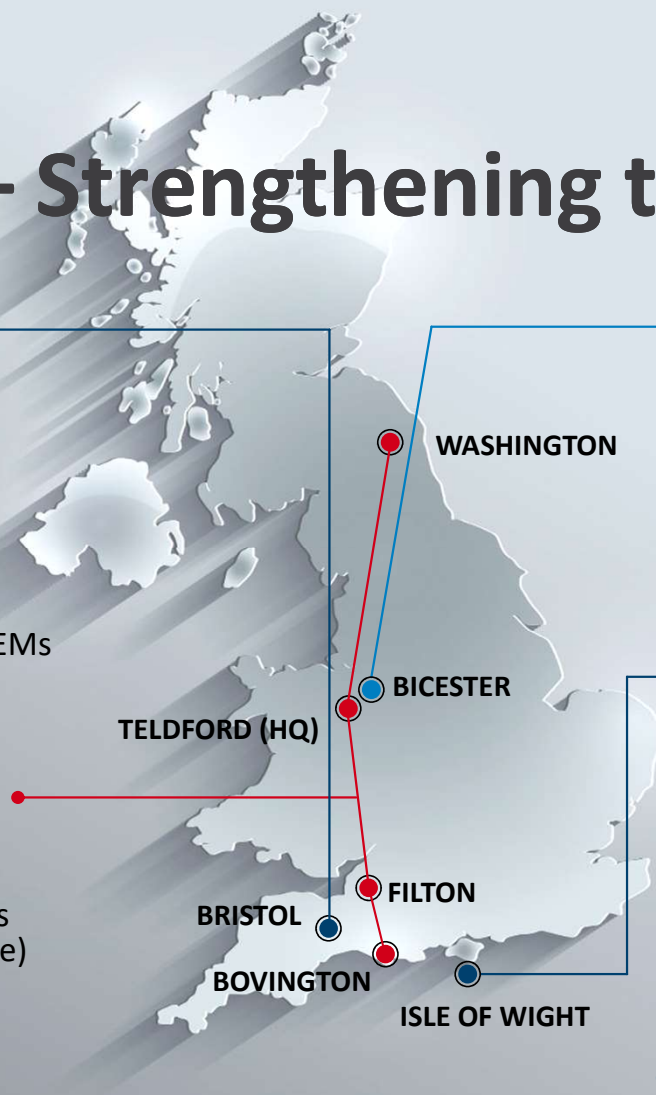 - Strengthening t
WASHINGTON
EMs
BICESTER
TELDFORD (HQ)
FILTON
s
BRISTOL
e)
BOVINGTON
ISLE OF WIGHT